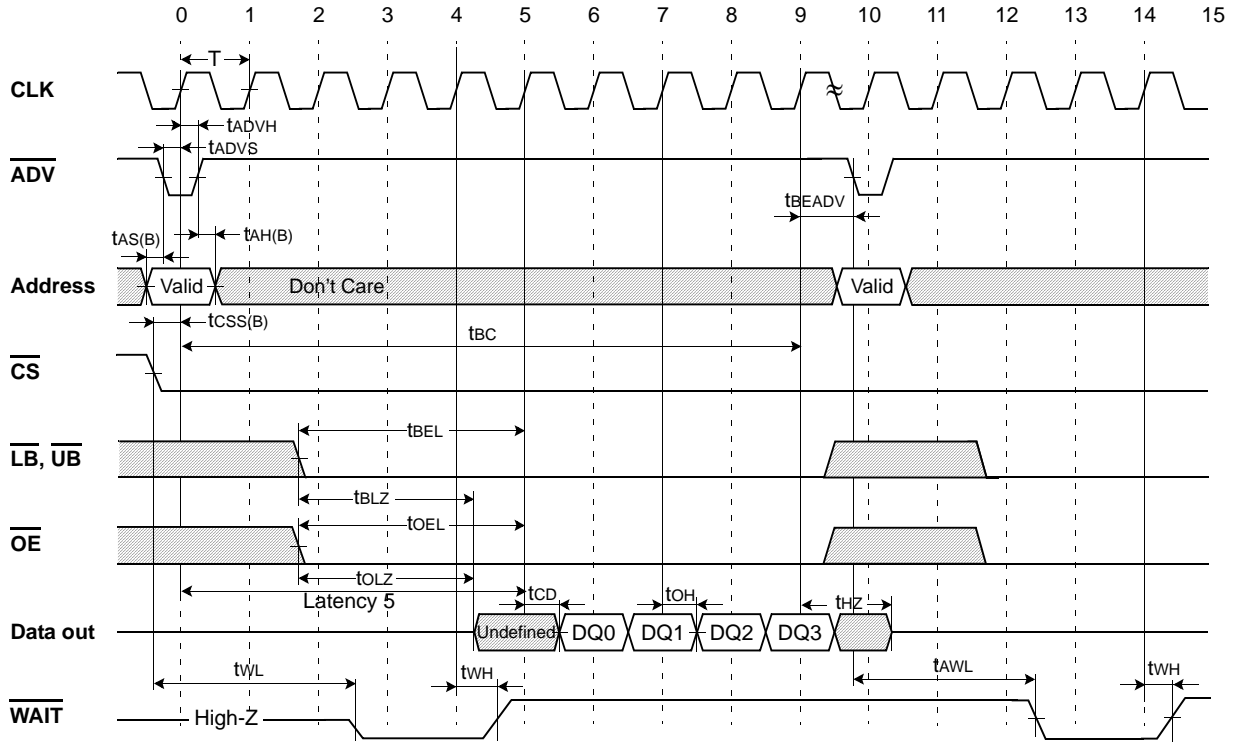 0 1 2 3 4 5 6 7 8 9 10 11 12 13 14 15
T
CLK
tADVH
tADVS
ADV
tBEADV
tAS(B)
tAH(B)
Address Valid Don't Care Valid
tCSS(B)
tBC
CS
tBEL
LB, UB
tBLZ
tOEL
OE
tOLZ
Latency 5
tCD tOH tHZ
Data out Undefined DQ0 DQ1 DQ2 DQ3
tWL tWH tAWL tWH
WAIT High-Z